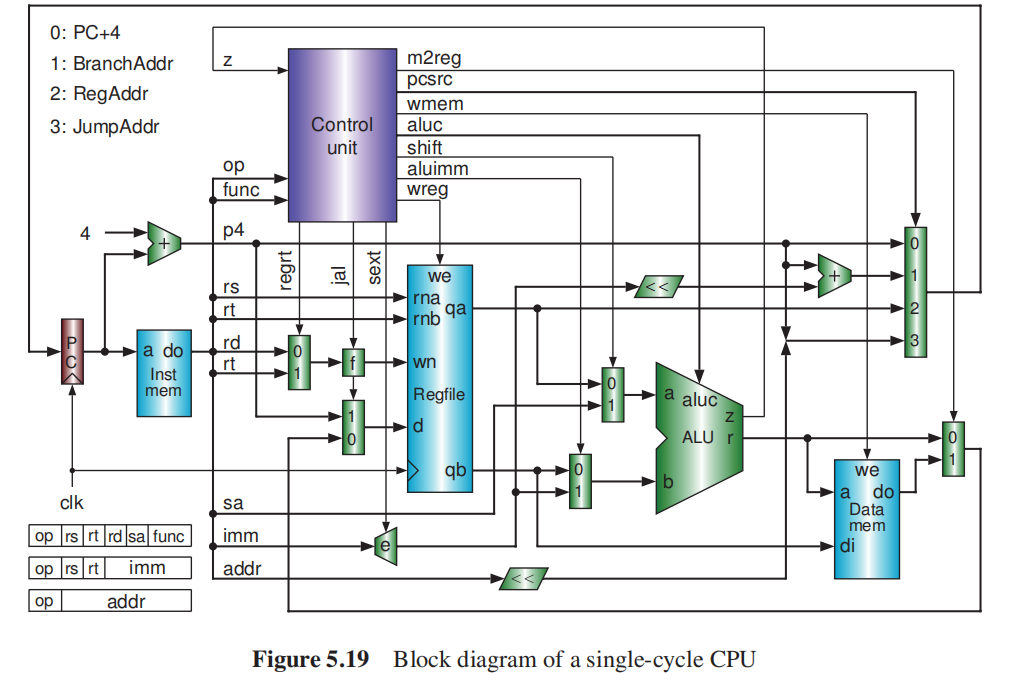 0: PC+4
1: BranchAddr
2: RegAddr
3: JumpAddr
z
Control
unit
m2reg
pcsrc
wmem
aluc
shift
aluimm
wreg
op
func
4
+
p4
regrt
jal
sext
rs
rt
rd
rt
PC
a do
Inst
mem
0
1
f
1
0
we
rna
rnb
qa
wn
Regfile
d
qb
<<
+
0
1
2
3
0
1
0
1
a
aluc
z
ALU
r
b
0
1
we
a do
Data
mem
di
clk
sa
imm
e
addr
<<
op rs rt rd sa func
op rs rt imm
op addr
Figure 5.19 Block diagram of a single-cycle CPU